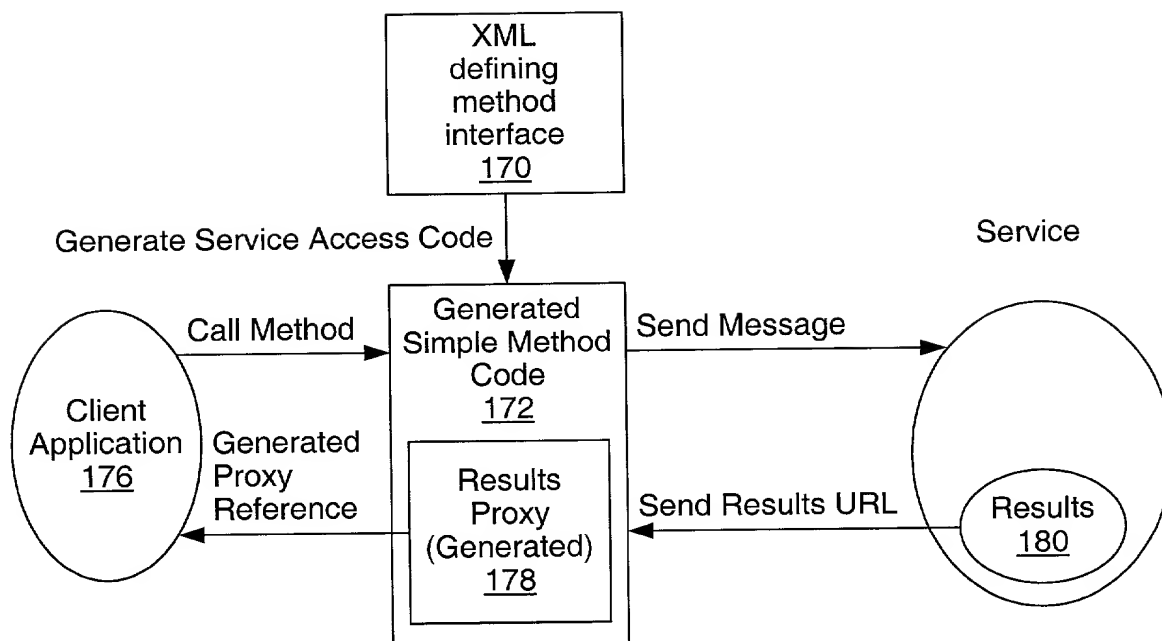 XML
defining
method
interface
170
Generate Service Access Code
Service
Generated
Simple Method
Code
172
Call Method
Send Message
Client
Application
176
Generated
Proxy
Reference
Results
Proxy
(Generated)
178
Send Results URL
Results
180